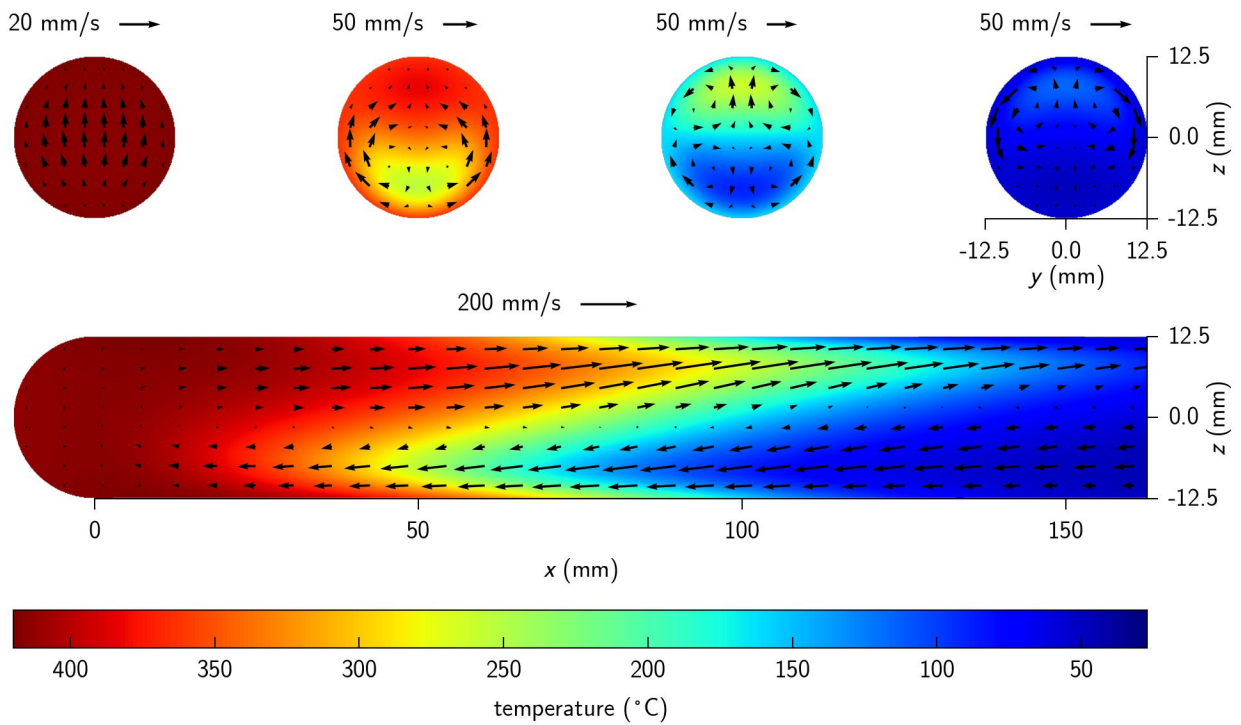 20 mm/s
50 mm/s
50 mm/s
50 mm/s
12.5
0.0
-12.5
z (mm)
-12.5 0.0 12.5
y (mm)
200 mm/s
12.5
0.0
-12.5
z (mm)
0 50 100 150
x (mm)
400 350 300 250 200 150 100 50
temperature (°C)